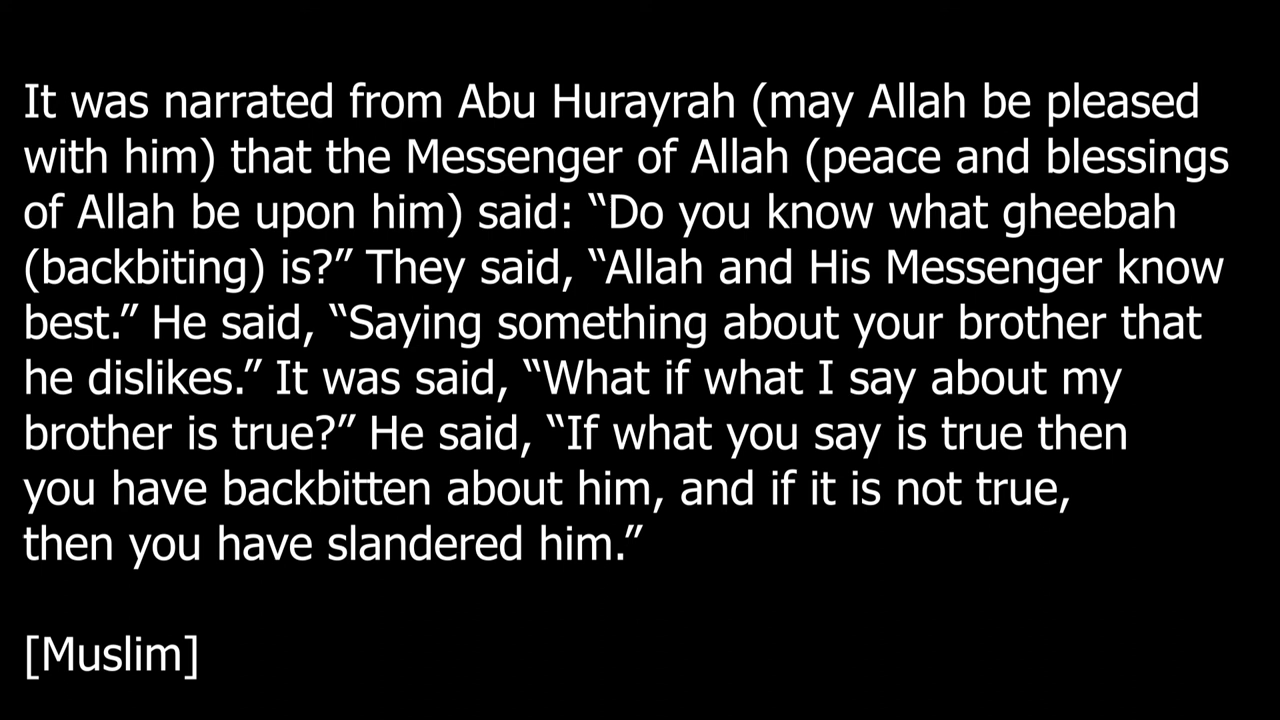 It was narrated from Abu Hurayrah (may Allah be pleased
with him) that the Messenger of Allah (peace and blessings
of Allah be upon him) said: “Do you know what gheebah
(backbiting) is?” They said, “Allah and His Messenger know
best.” He said, “Saying something about your brother that
he dislikes.” It was said, “What if what I say about my
brother is true?” He said, “If what you say is true then
you have backbitten about him, and if it is not true,
then you have slandered him.”
[Muslim]